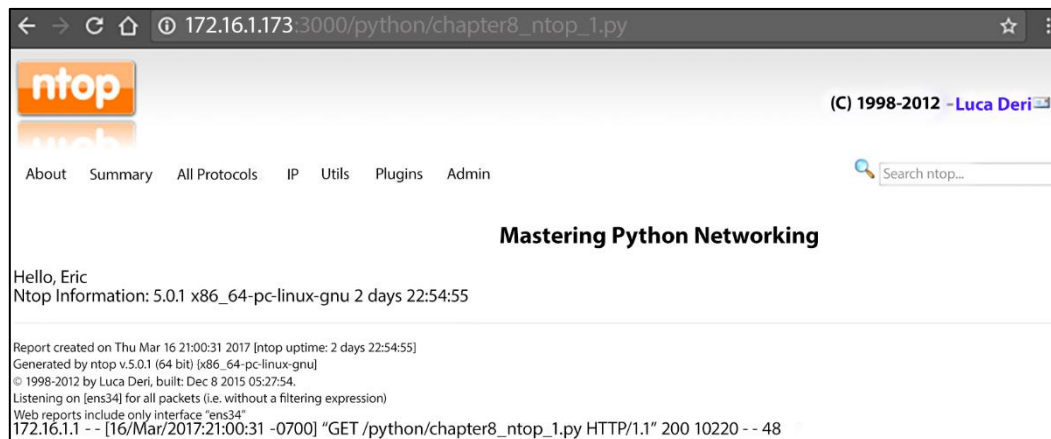 172.16.1.173:3000/python/chapter8_ntop_1.py
ntop
(C) 1998-2012 - Luca Deri
About Summary All Protocols IP Utils Plugins Admin
Search ntop...
Mastering Python Networking
Hello, Eric
Ntop Information: 5.0.1 x86_64-pc-linux-gnu 2 days 22:54:55
Report created on Thu Mar 16 21:00:31 2017 [ntop uptime: 2 days 22:54:55]
Generated by ntop v.5.0.1 (64 bit) [x86_64-pc-linux-gnu]
© 1998-2012 by Luca Deri, built: Dec 8 2015 05:27:54.
Listening on [ens34] for all packets (i.e. without a filtering expression)
Web reports include only interface "ens34"
172.16.1.1 - - [16/Mar/2017:21:00:31 -0700] “GET /python/chapter8_ntop_1.py HTTP/1.1” 200 10220 - - 48